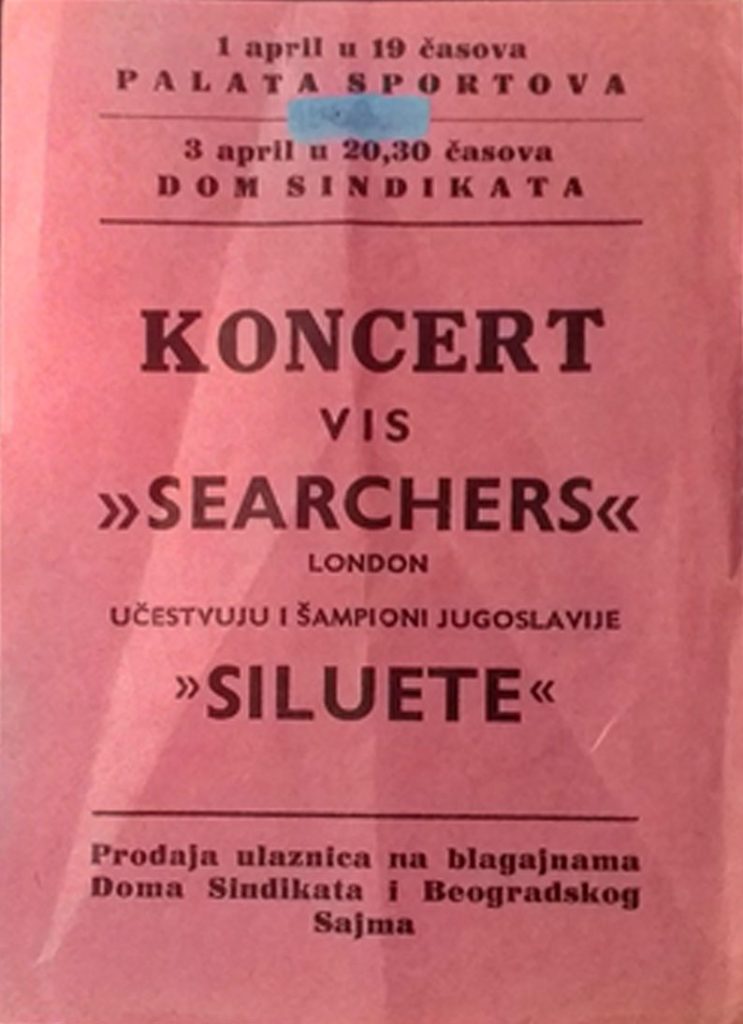 1 april u 19 časova
PALATA SPORTOVA
3 april u 20,30 časova
DOM SINDIKATA
KONCERT
VIS
»SEARCHERS«
LONDON
UČESTVUJU I ŠAMPIONI JUGOSLAVIJE
»SILUETE«
Prodaja ulaznica na blagajnama
Doma Sindikata i Beogradskog
Sajma